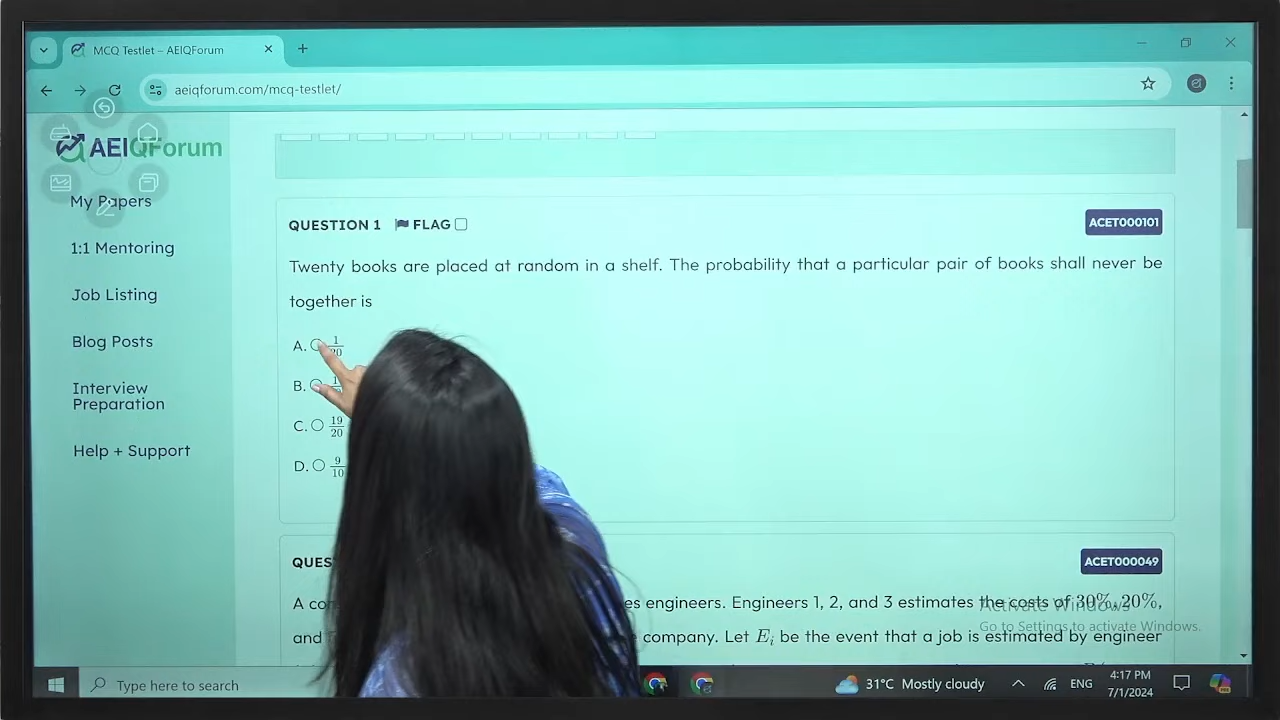 MCQ Testlet – AEIQForum
aeiqforum.com/mcq-testlet/
AEIQForum
My Papers
1:1 Mentoring
Job Listing
Blog Posts
Interview
Preparation
Help + Support
QUESTION 1 FLAG
ACET000101
Twenty books are placed at random in a shelf. The probability that a particular pair of books shall never be
together is
A. 1/20
B.
C. 19/20
D. 9/10
ACET000049
engineers. Engineers 1, 2, and 3 estimates the costs of 30%, 20%,
and company. Let E_i be the event that a job is estimated by engineer
Activate Windows
Go to Settings to activate Windows.
Type here to search
31°C Mostly cloudy
ENG
4:17 PM
7/1/2024